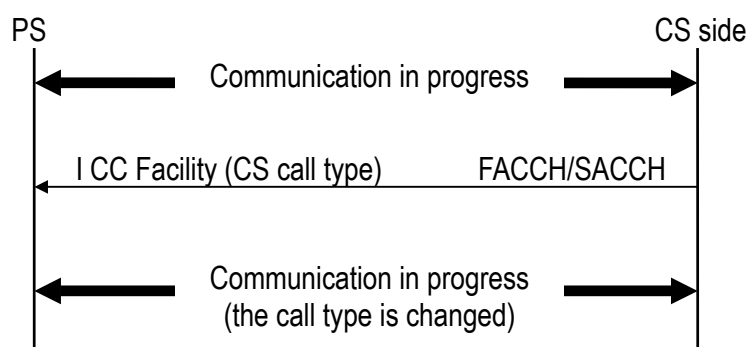 PS CS side
Communication in progress
I CC Facility (CS call type) FACCH/SACCH
Communication in progress
(the call type is changed)